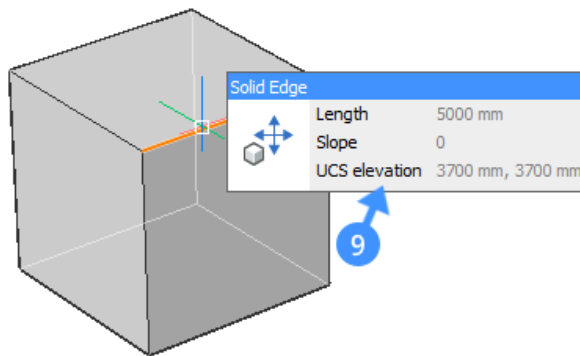 Solid Edge
Length 5000 mm
Slope 0
UCS elevation 3700 mm, 3700 mm
9